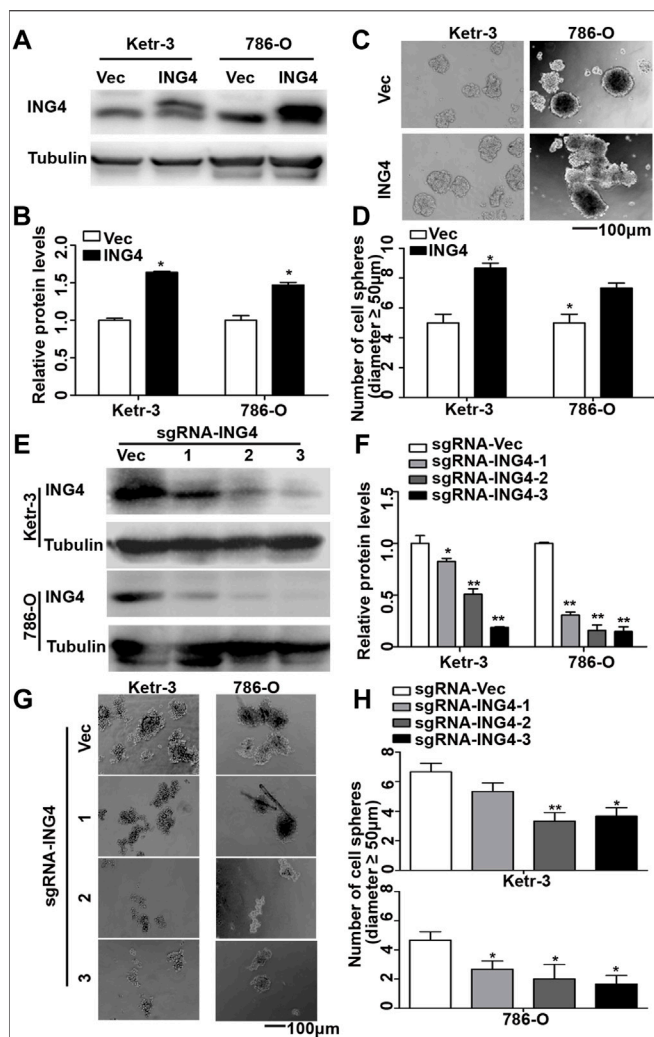 A
Ketr-3 786-O
Vec ING4 Vec ING4
ING4
Tubulin
B
Vec
ING4
Relative protein levels
2.0
1.5
1.0
0.5
0
* *
Ketr-3 786-O
C
Ketr-3 786-O
Vec
ING4
100μm
D
Vec
ING4
Number of cell spheres
(diameter ≥ 50μm)
10
8
6
4
2
0
* *
Ketr-3 786-O
E
sgRNA-ING4
Vec 1 2 3
Ketr-3
ING4
Tubulin
786-O
ING4
Tubulin
F
sgRNA-Vec
sgRNA-ING4-1
sgRNA-ING4-2
sgRNA-ING4-3
Relative protein levels
1.5
1.0
0.5
0
* ** ** ** ** **
Ketr-3 786-O
G
Ketr-3 786-O
sgRNA-ING4
Vec
1
2
3
100μm
H
sgRNA-Vec
sgRNA-ING4-1
sgRNA-ING4-2
sgRNA-ING4-3
Number of cell spheres
(diameter ≥ 50μm)
8
6
4
2
0
** *
Ketr-3
6
4
2
0
* * *
786-O